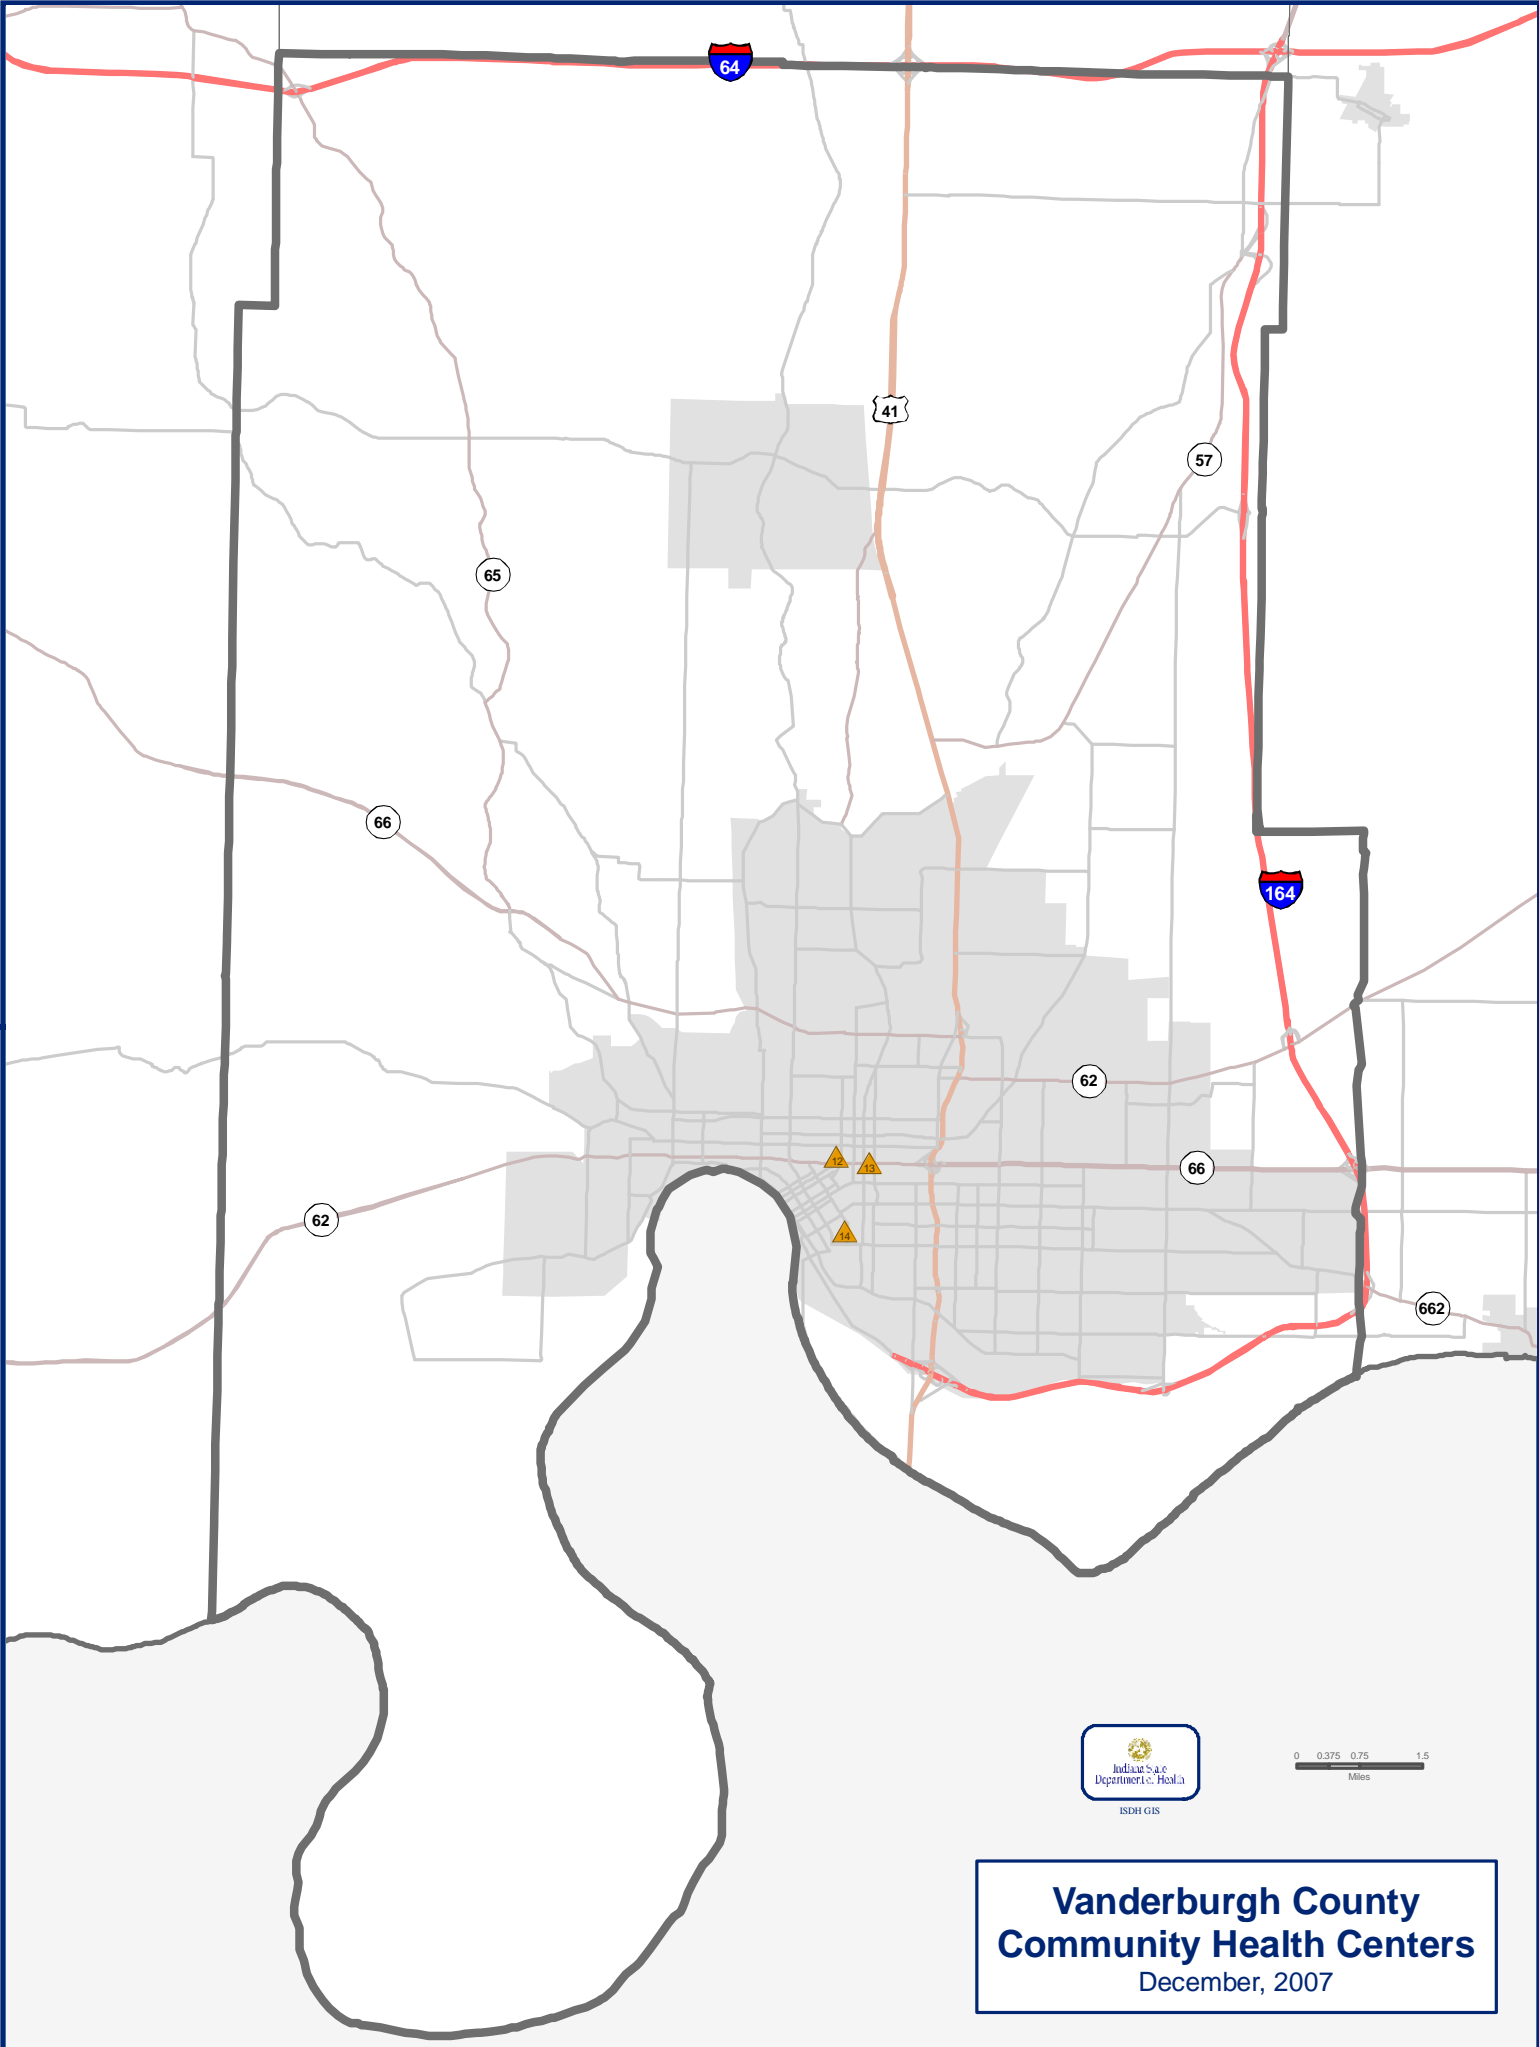 64
41
57
65
66
164
62
12
13
66
62
14
662
Indiana State
Department of Health
ISDH GIS
0 0.375 0.75 1.5
Miles
Vanderburgh County
Community Health Centers
December, 2007